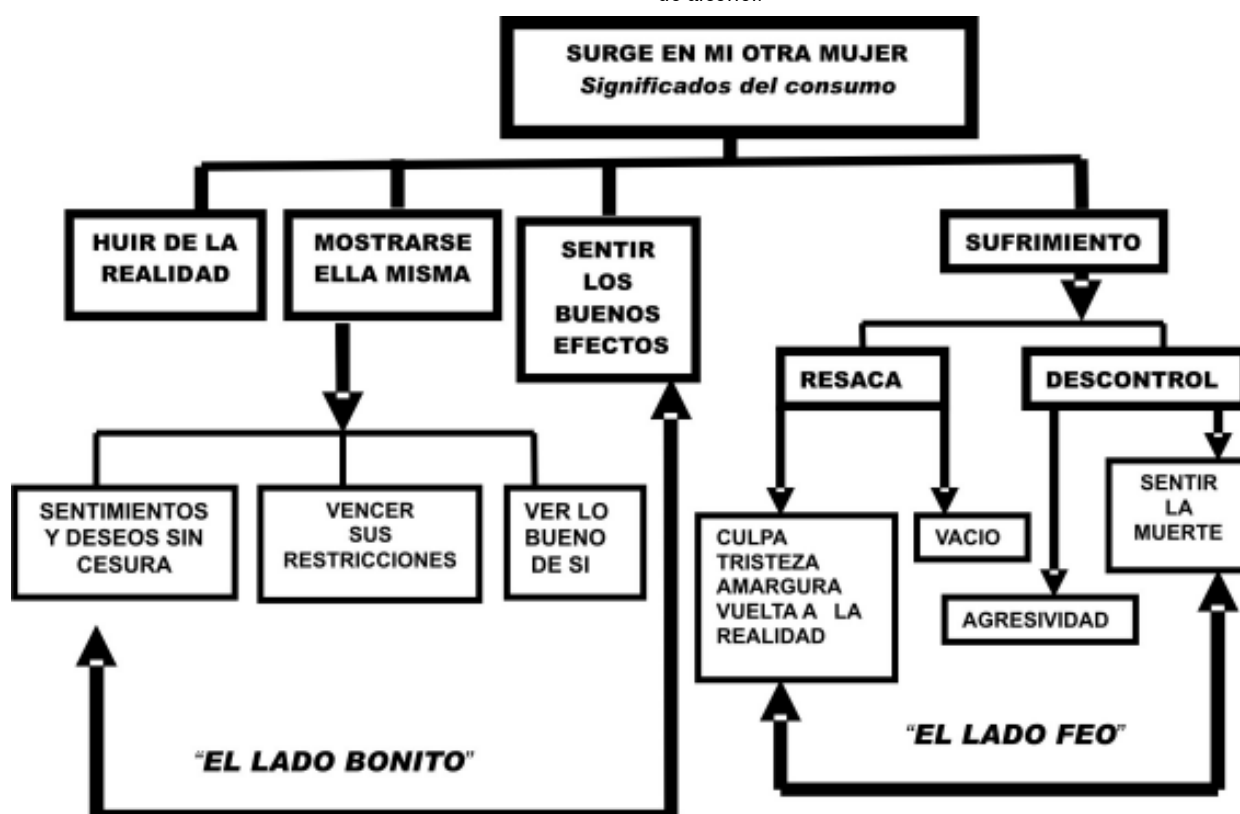 SURGE EN MI OTRA MUJER
Significados del consumo
HUIR DE LA
REALIDAD
MOSTRARSE
ELLA MISMA
SENTIR
LOS
BUENOS
EFECTOS
SUFRIMIENTO
RESACA
DESCONTROL
SENTIMIENTOS
Y DESEOS SIN
CESURA
VENCER
SUS
RESTRICCIONES
VER LO
BUENO
DE SI
CULPA
TRISTEZA
AMARGURA
VUELTA A LA
REALIDAD
VACIO
AGRESIVIDAD
SENTIR
LA
MUERTE
"EL LADO BONITO"
"EL LADO FEO"